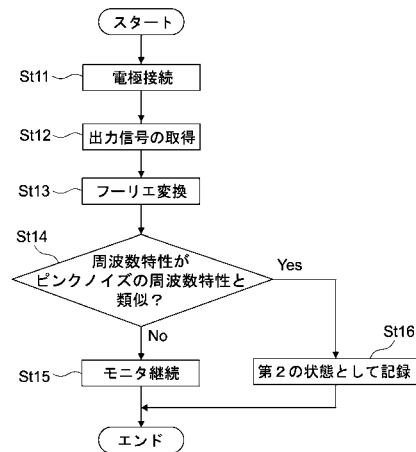 スタート
St11
電極接続
St12
出力信号の取得
St13
フーリエ変換
St14
周波数特性が
ピンクノイズの周波数特性と
類似？
Yes
No
St16
St15
モニタ継続
第２の状態として記録
エンド